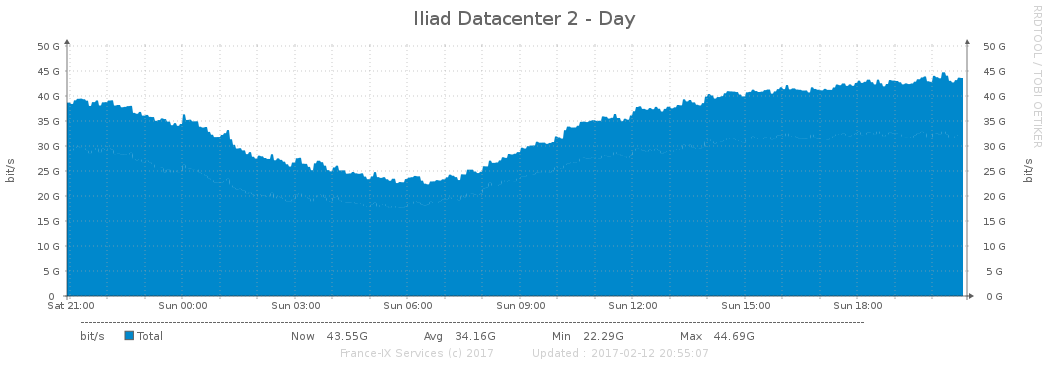 Iliad Datacenter 2 - Day
RRDTOOL / TOBI OETIKER
50 G 50 G
45 G 45 G
40 G 40 G
35 G 35 G
30 G 30 G
25 G 25 G
20 G 20 G
15 G 15 G
10 G 10 G
5 G 5 G
0 0 G
bit/s bit/s
Sat 21:00 Sun 00:00 Sun 03:00 Sun 06:00 Sun 09:00 Sun 12:00 Sun 15:00 Sun 18:00
bit/s Total Now 43.55G Avg 34.16G Min 22.29G Max 44.69G
France-IX Services (c) 2017 Updated : 2017-02-12 20:55:07